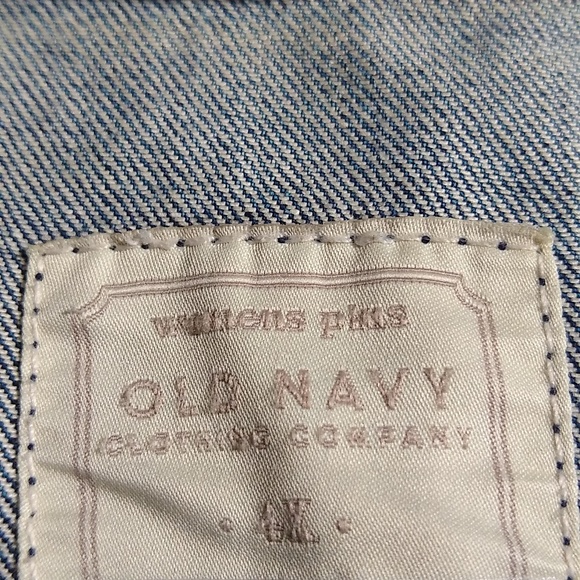 womens plus
OLD NAVY
CLOTHING COMPANY
• 4X •